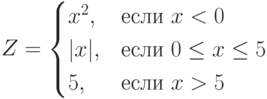 x², если x < 0
Z = |x|, если 0 ≤ x ≤ 5
5, если x > 5